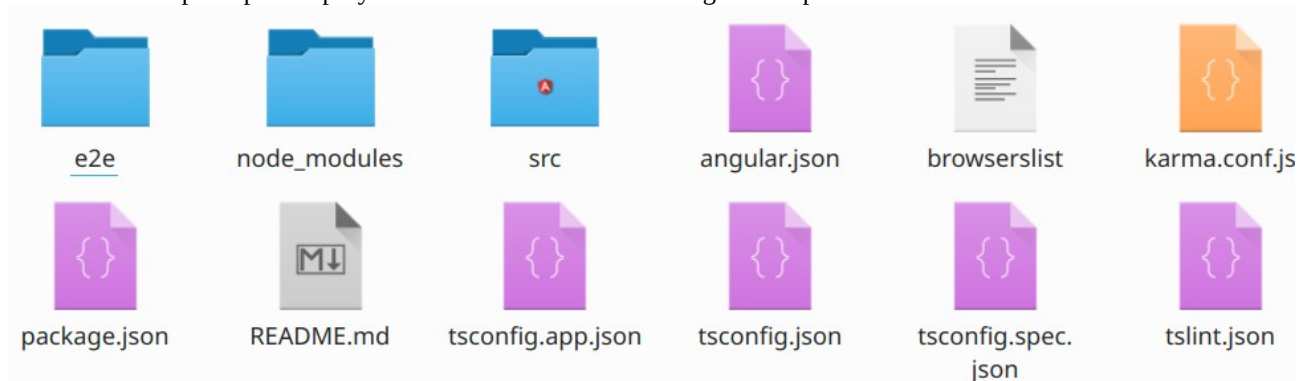 e2e
node_modules
src
angular.json
browserslist
karma.conf.js
{ }
{ }
M↓
{ }
{ }
{ }
{ }
package.json
README.md
tsconfig.app.json
tsconfig.json
tsconfig.spec.
json
tslint.json